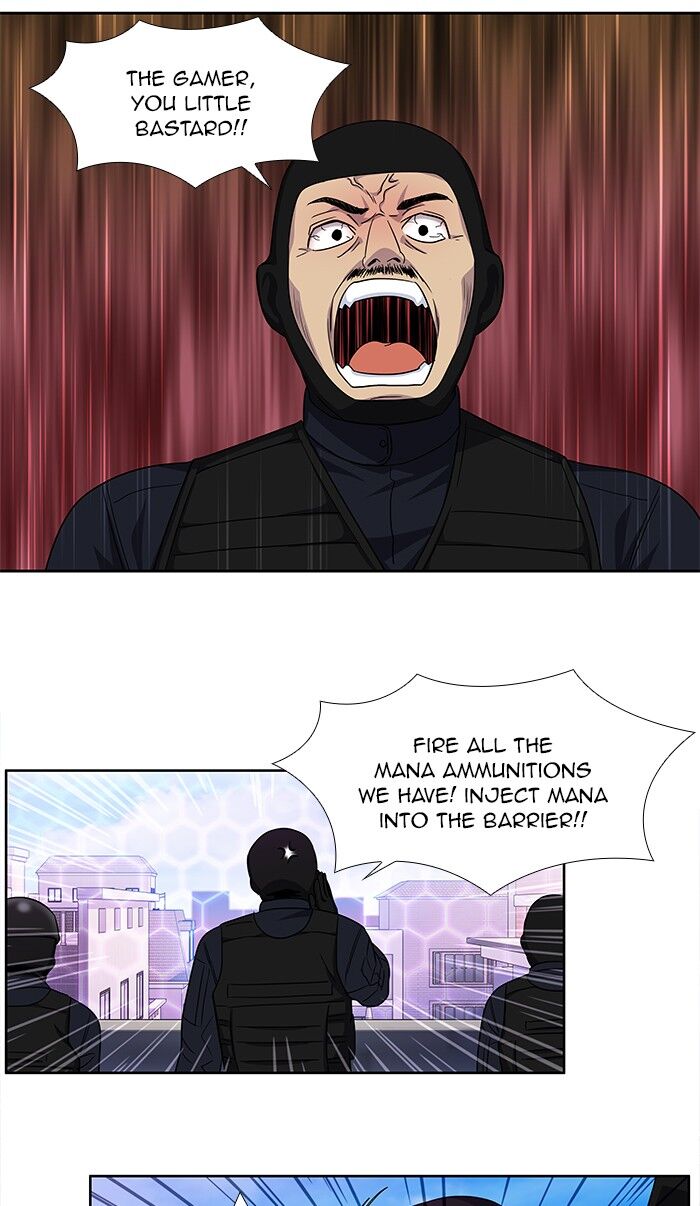 THE GAMER,
YOU LITTLE
BASTARD!!
FIRE ALL THE
MANA AMMUNITIONS
WE HAVE! INJECT MANA
INTO THE BARRIER!!